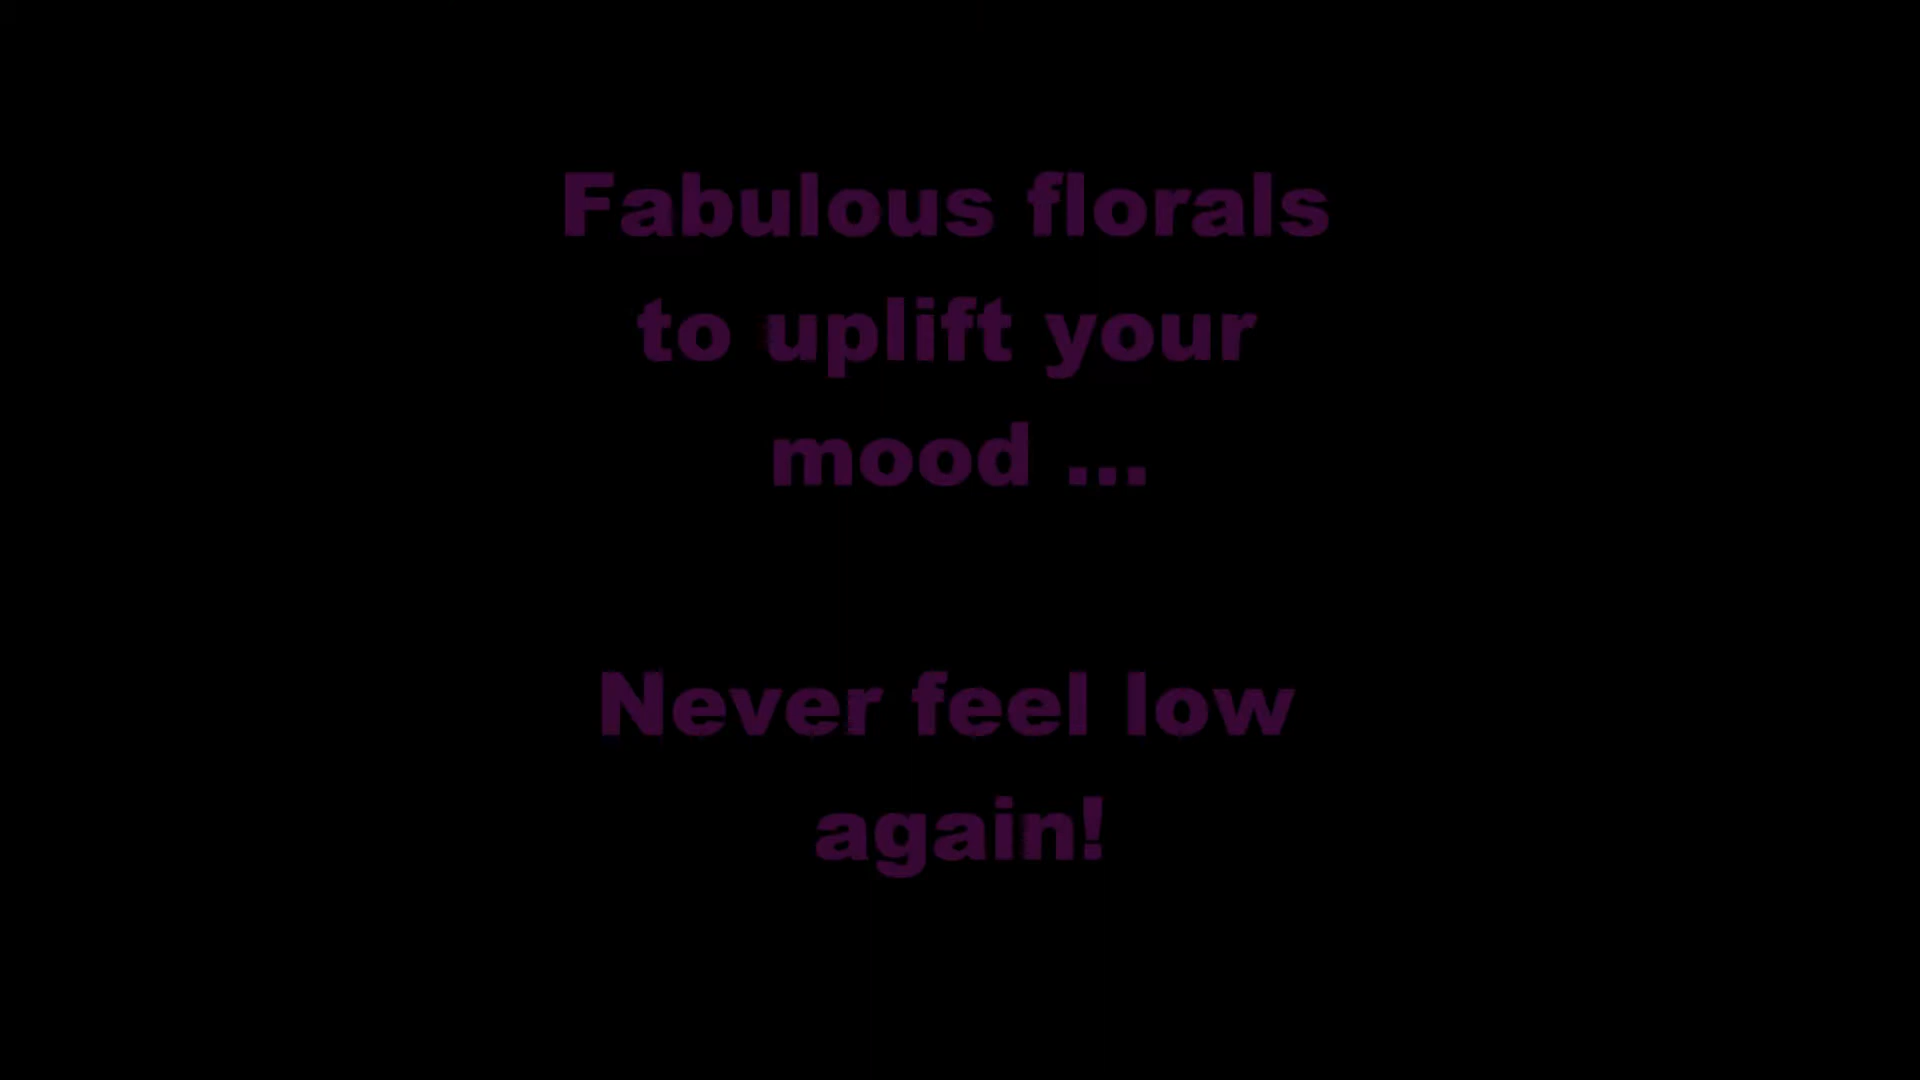 Fabulous florals
to uplift your
mood ...
Never feel low
again!